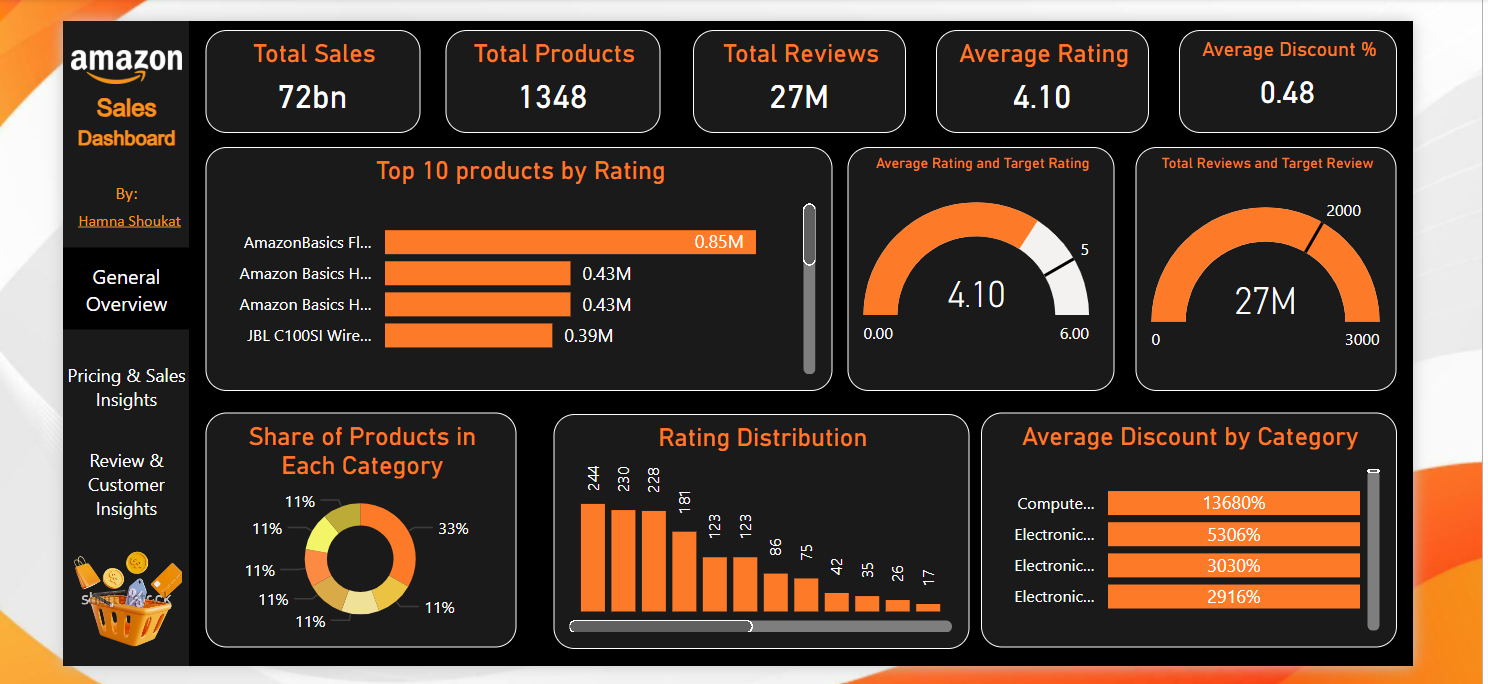 amazon
Sales
Dashboard
By:
Hamna Shoukat
General
Overview
Pricing & Sales
Insights
Review &
Customer
Insights
Total Sales
72bn
Total Products
1348
Total Reviews
27M
Average Rating
4.10
Average Discount %
0.48
Top 10 products by Rating
AmazonBasics Fl... 0.85M
Amazon Basics H... 0.43M
Amazon Basics H... 0.43M
JBL C100SI Wire... 0.39M
Average Rating and Target Rating
5
4.10
0.00 6.00
Total Reviews and Target Review
2000
27M
0 3000
Share of Products in
Each Category
11%
33%
11%
11%
11%
11%
11%
Rating Distribution
244 230 228 181 123 123 86 75 42 35 26 17
Average Discount by Category
Compute... 13680%
Electronic... 5306%
Electronic... 3030%
Electronic... 2916%